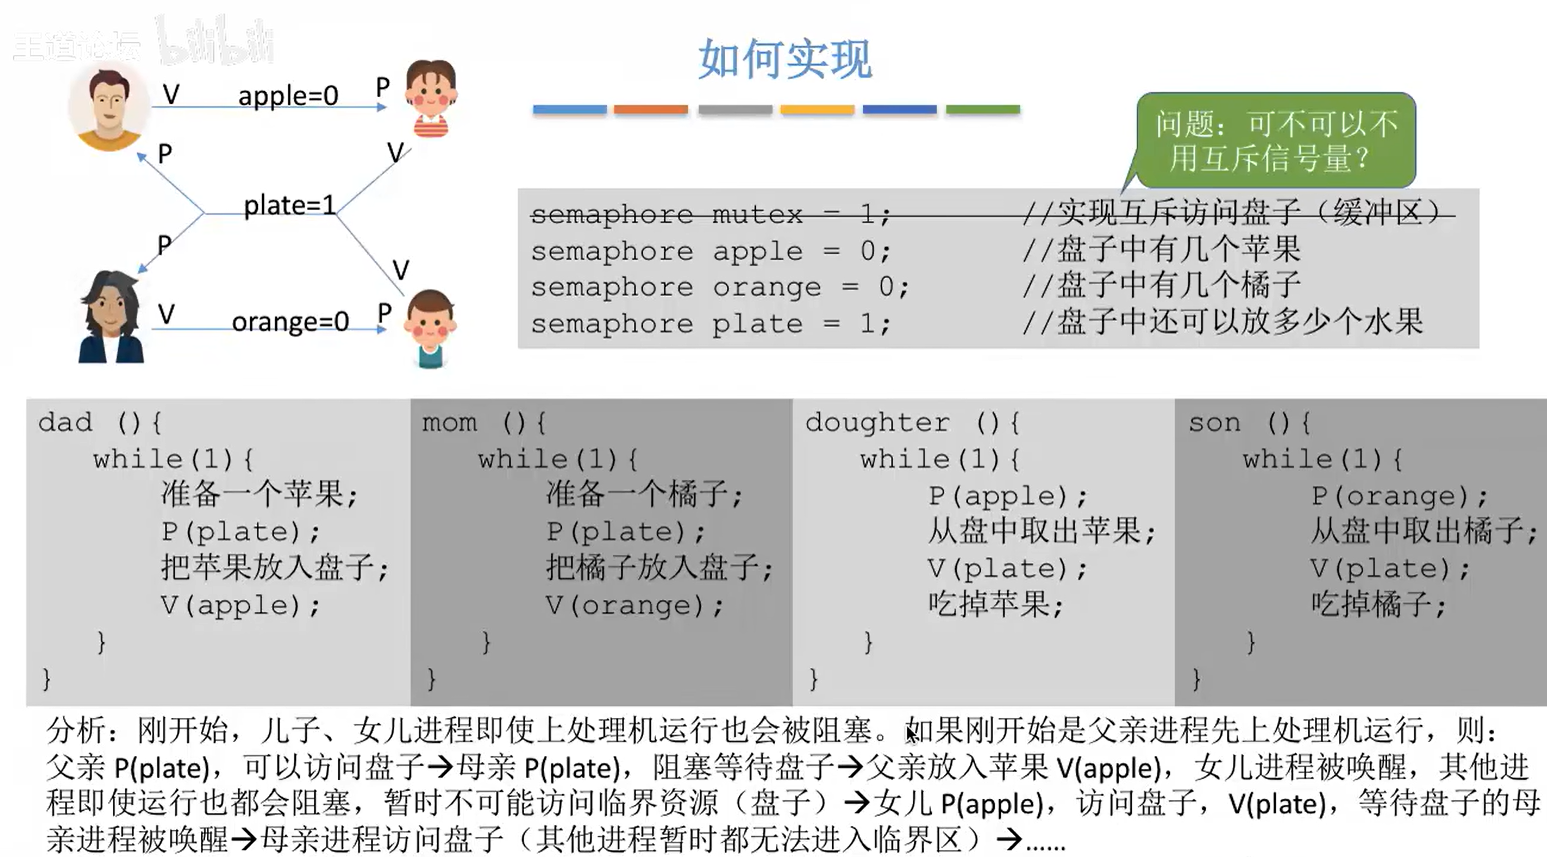 王道论坛 bilibili
如何实现
V apple=0 P
P V
plate=1
P V
V orange=0 P
问题：可不可以不
用互斥信号量？
semaphore mutex = 1; //实现互斥访问盘子（缓冲区）
semaphore apple = 0; //盘子中有几个苹果
semaphore orange = 0; //盘子中有几个橘子
semaphore plate = 1; //盘子中还可以放多少个水果
dad (){
while(1){
准备一个苹果;
P(plate);
把苹果放入盘子;
V(apple);
}
}
mom (){
while(1){
准备一个橘子;
P(plate);
把橘子放入盘子;
V(orange);
}
}
doughter (){
while(1){
P(apple);
从盘中取出苹果;
V(plate);
吃掉苹果;
}
}
son (){
while(1){
P(orange);
从盘中取出橘子;
V(plate);
吃掉橘子;
}
}
分析：刚开始，儿子、女儿进程即使上处理机运行也会被阻塞。如果刚开始是父亲进程先上处理机运行，则：
父亲 P(plate)，可以访问盘子→母亲 P(plate)，阻塞等待盘子→父亲放入苹果 V(apple)，女儿进程被唤醒，其他进
程即使运行也都会阻塞，暂时不可能访问临界资源（盘子）→女儿 P(apple)，访问盘子，V(plate)，等待盘子的母
亲进程被唤醒→母亲进程访问盘子（其他进程暂时都无法进入临界区）→……